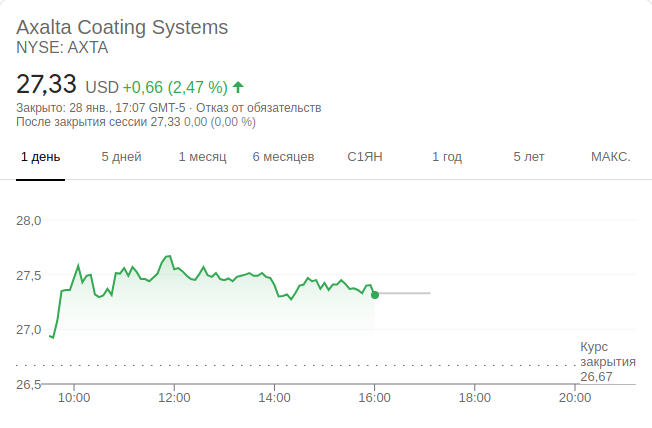 Axalta Coating Systems
NYSE: AXTA
27,33 USD +0,66 (2,47 %)
Закрыто: 28 янв., 17:07 GMT-5 · Отказ от обязательств
После закрытия сессии 27,33 0,00 (0,00 %)
1 день 5 дней 1 месяц 6 месяцев С1ЯН 1 год 5 лет МАКС.
28,0
27,5
27,0
Курс
закрытия
26,67
26,5
10:00 12:00 14:00 16:00 18:00 20:00